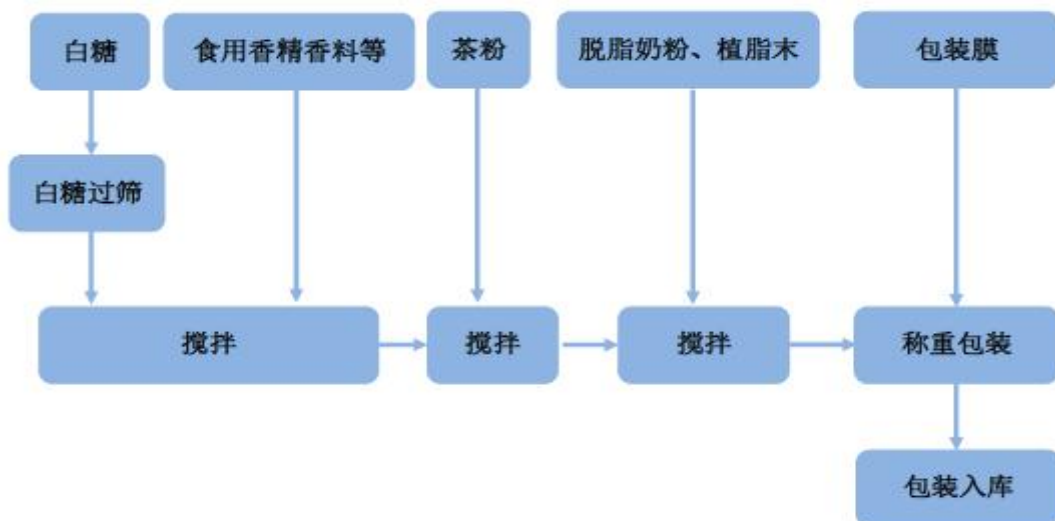 白糖
食用香精香料等
茶粉
脱脂奶粉、植脂末
包装膜
白糖过筛
搅拌
搅拌
搅拌
称重包装
包装入库